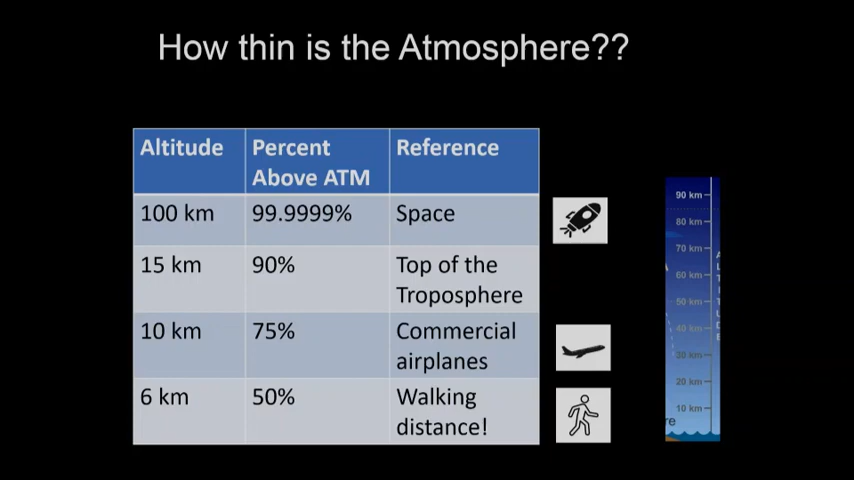 How thin is the Atmosphere??
Altitude
Percent
Above ATM
Reference
100 km
99.9999%
Space
15 km
90%
Top of the
Troposphere
10 km
75%
Commercial
airplanes
6 km
50%
Walking
distance!
90 km
80 km
70 km
60 km
50 km
40 km
30 km
20 km
10 km
re